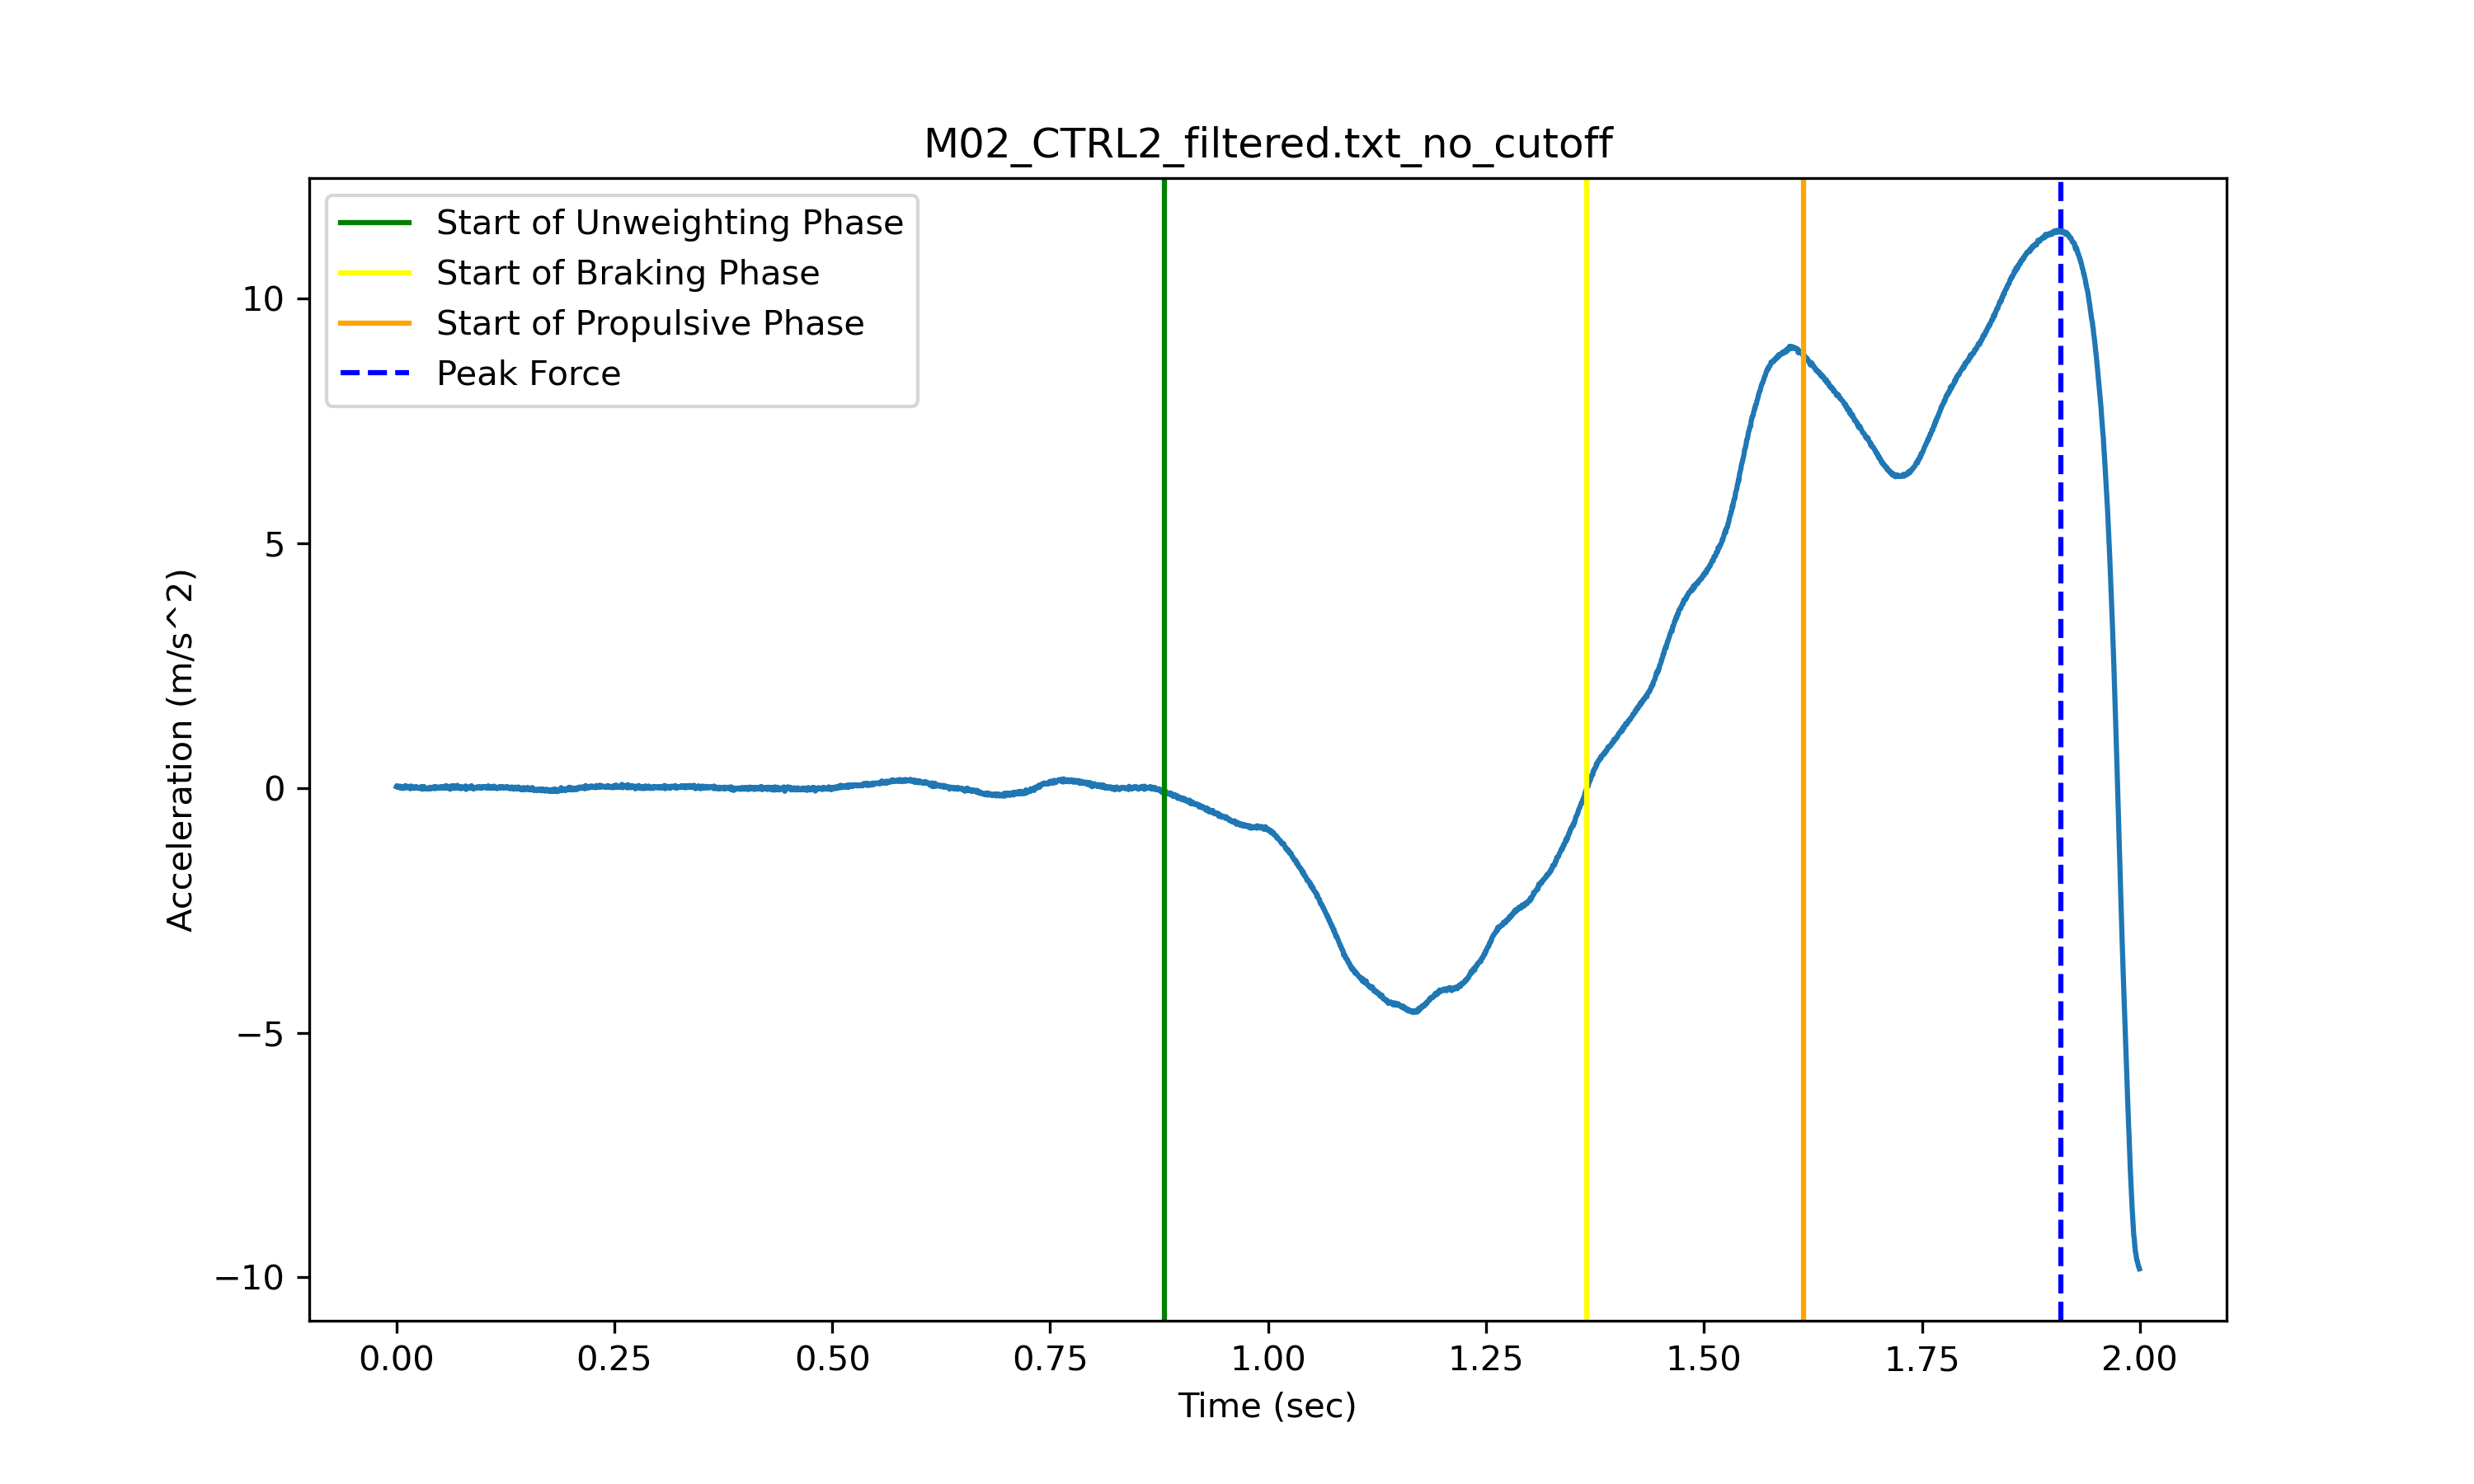 M02_CTRL2_filtered.txt_no_cutoff
Start of Unweighting Phase
Start of Braking Phase
Start of Propulsive Phase
Peak Force
10
5
0
−5
−10
Acceleration (m/s^2)
0.00 0.25 0.50 0.75 1.00 1.25 1.50 1.75 2.00
Time (sec)